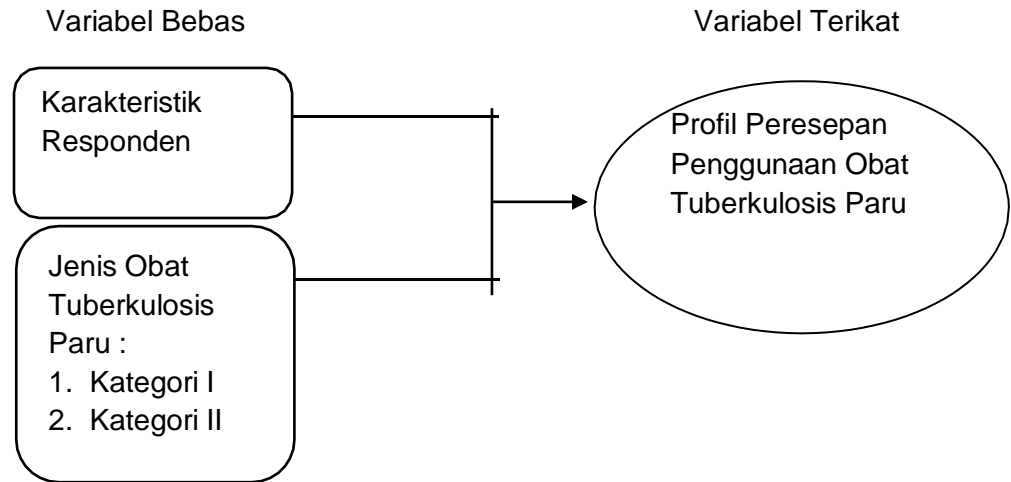 Variabel Bebas
Variabel Terikat
Karakteristik
Responden
Profil Peresepan
Penggunaan Obat
Tuberkulosis Paru
Jenis Obat
Tuberkulosis
Paru :
1. Kategori I
2. Kategori II